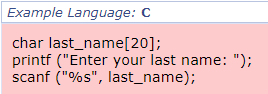 Example Language: C
char last_name[20];
printf ("Enter your last name: ");
scanf ("%s", last_name);